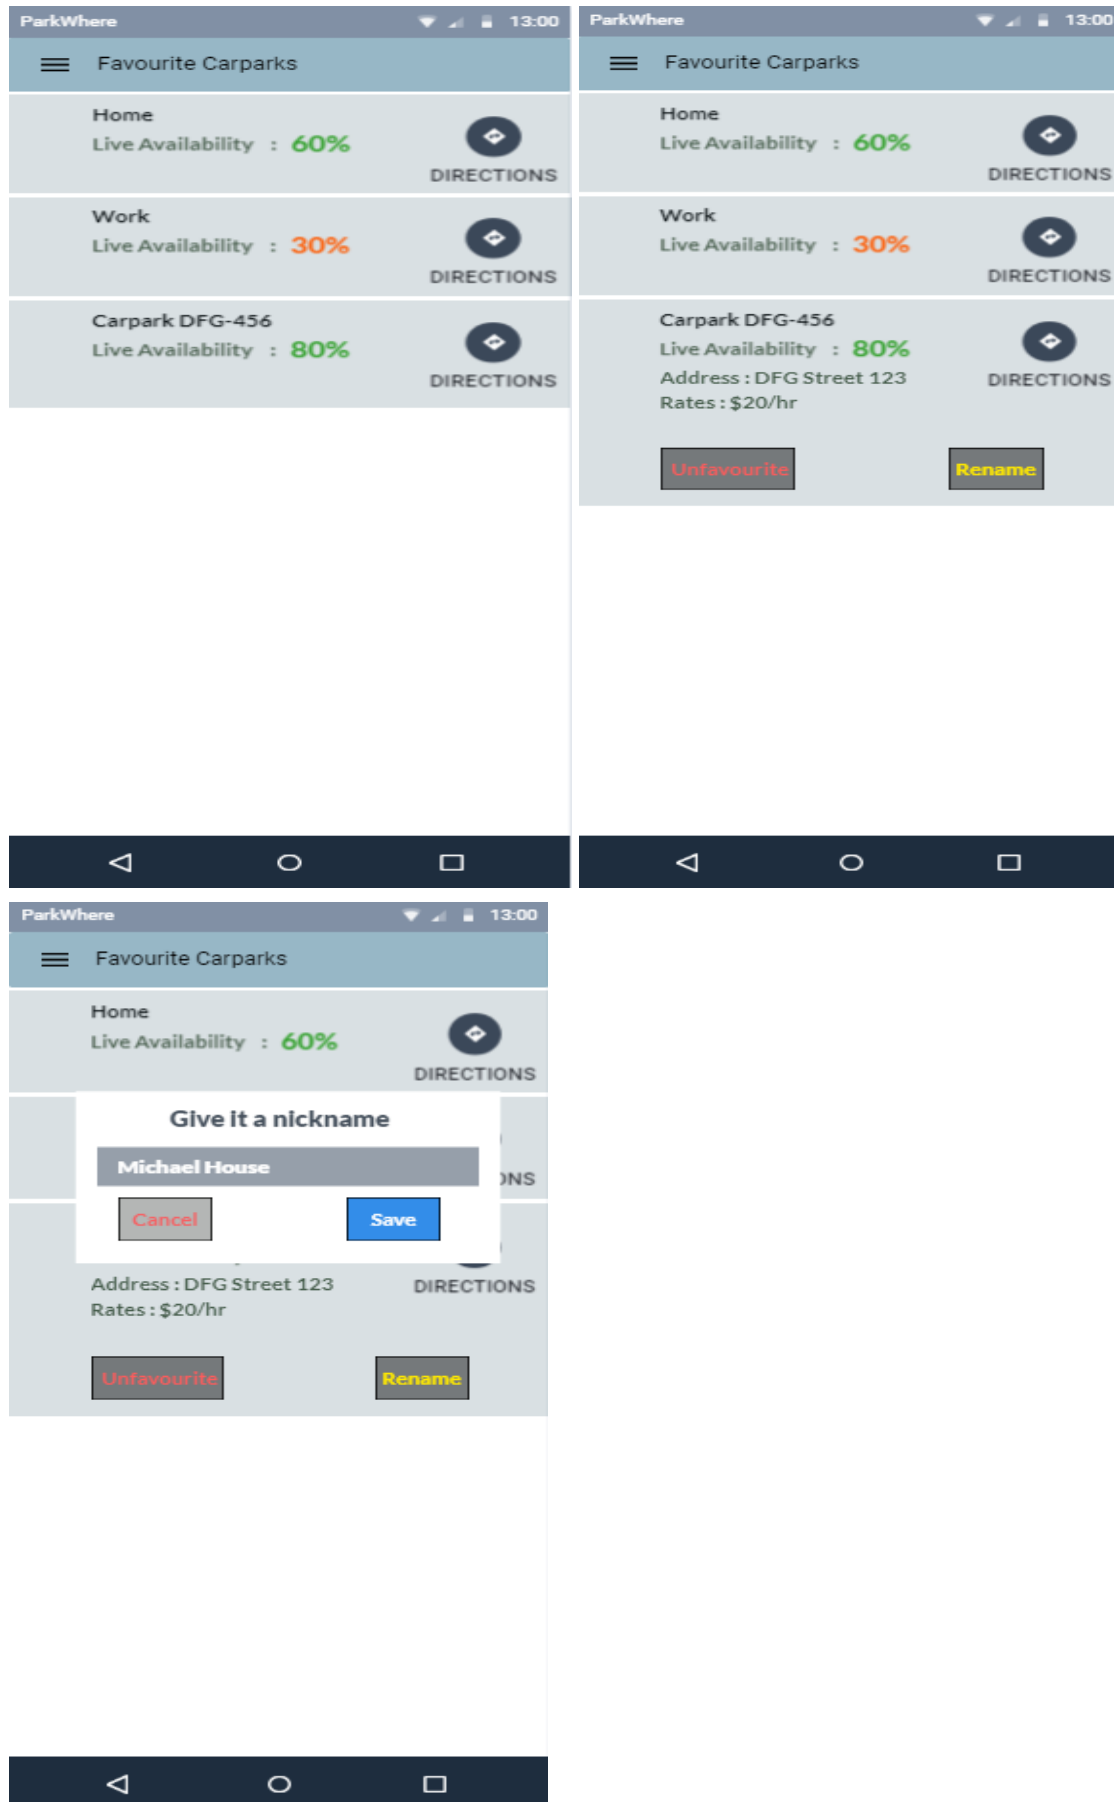 ParkWhere 13:00
Favourite Carparks
Home
Live Availability : 60%
DIRECTIONS
Work
Live Availability : 30%
DIRECTIONS
Carpark DFG-456
Live Availability : 80%
DIRECTIONS
ParkWhere 13:00
Favourite Carparks
Home
Live Availability : 60%
DIRECTIONS
Work
Live Availability : 30%
DIRECTIONS
Carpark DFG-456
Live Availability : 80%
Address : DFG Street 123 DIRECTIONS
Rates : $20/hr
Unfavourite Rename
ParkWhere 13:00
Favourite Carparks
Home
Live Availability : 60%
DIRECTIONS
Give it a nickname
Michael House
ONS
Cancel Save
Address : DFG Street 123 DIRECTIONS
Rates : $20/hr
Unfavourite Rename